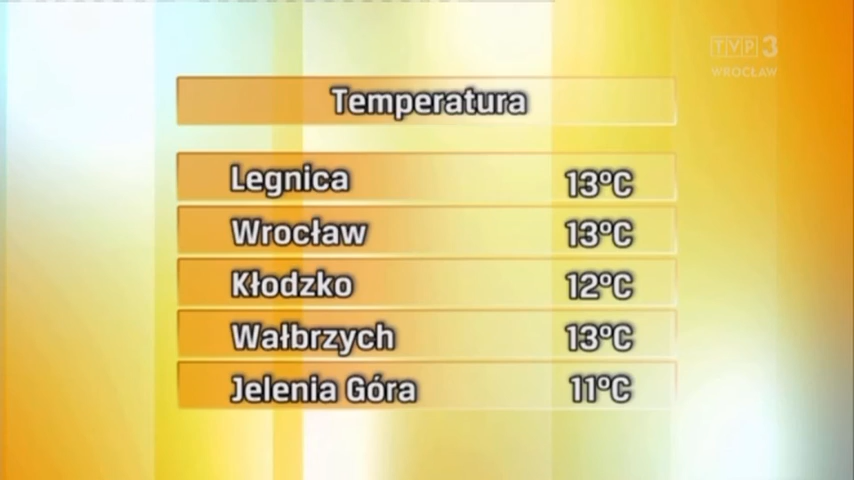 TVP3
WROCŁAW
Temperatura
Legnica 13°C
Wrocław 13°C
Kłodzko 12°C
Wałbrzych 13°C
Jelenia Góra 11°C